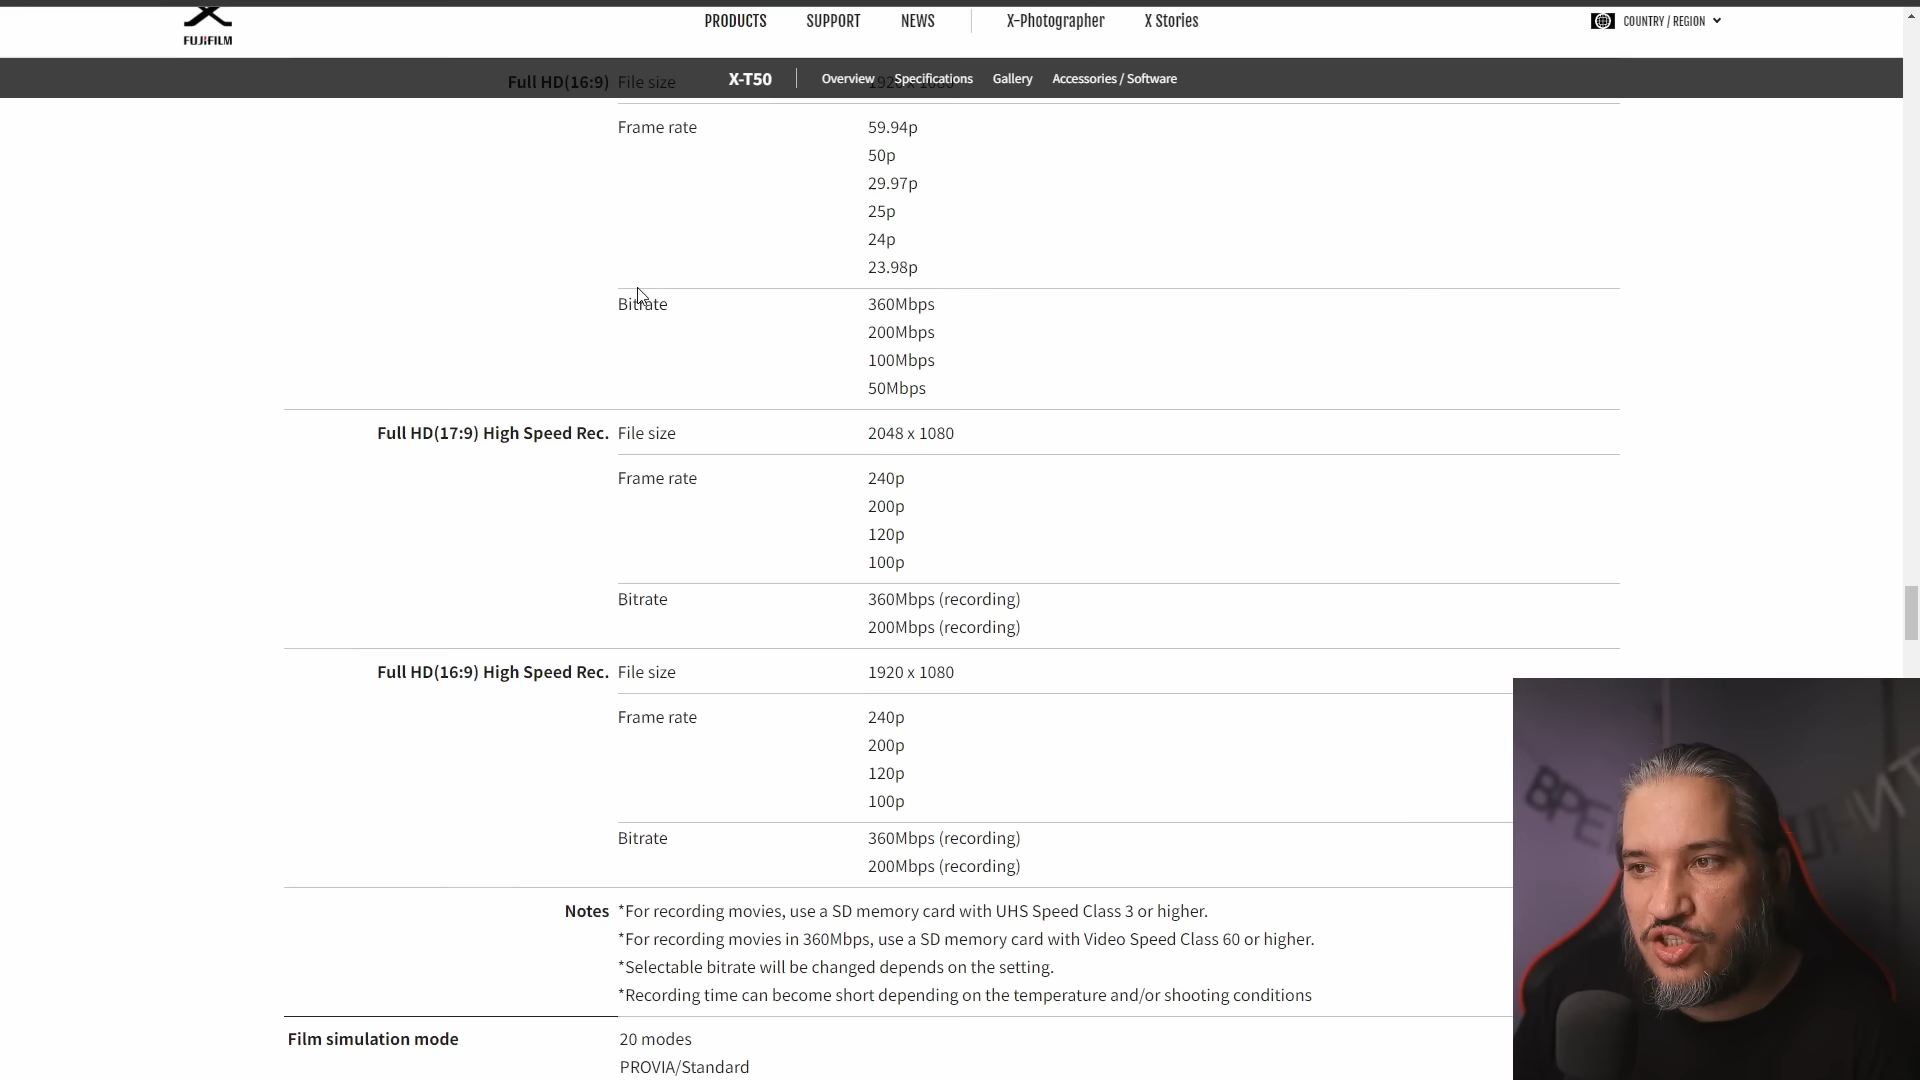 FUJIFILM
PRODUCTS SUPPORT NEWS X-Photographer X Stories COUNTRY / REGION
X-T50 Overview Specifications Gallery Accessories / Software
Full HD(16:9) File size 1920 x 1080
Frame rate 59.94p
50p
29.97p
25p
24p
23.98p
Bitrate 360Mbps
200Mbps
100Mbps
50Mbps
Full HD(17:9) High Speed Rec. File size 2048 x 1080
Frame rate 240p
200p
120p
100p
Bitrate 360Mbps (recording)
200Mbps (recording)
Full HD(16:9) High Speed Rec. File size 1920 x 1080
Frame rate 240p
200p
120p
100p
Bitrate 360Mbps (recording)
200Mbps (recording)
Notes *For recording movies, use a SD memory card with UHS Speed Class 3 or higher.
*For recording movies in 360Mbps, use a SD memory card with Video Speed Class 60 or higher.
*Selectable bitrate will be changed depends on the setting.
*Recording time can become short depending on the temperature and/or shooting conditions
Film simulation mode 20 modes
PROVIA/Standard